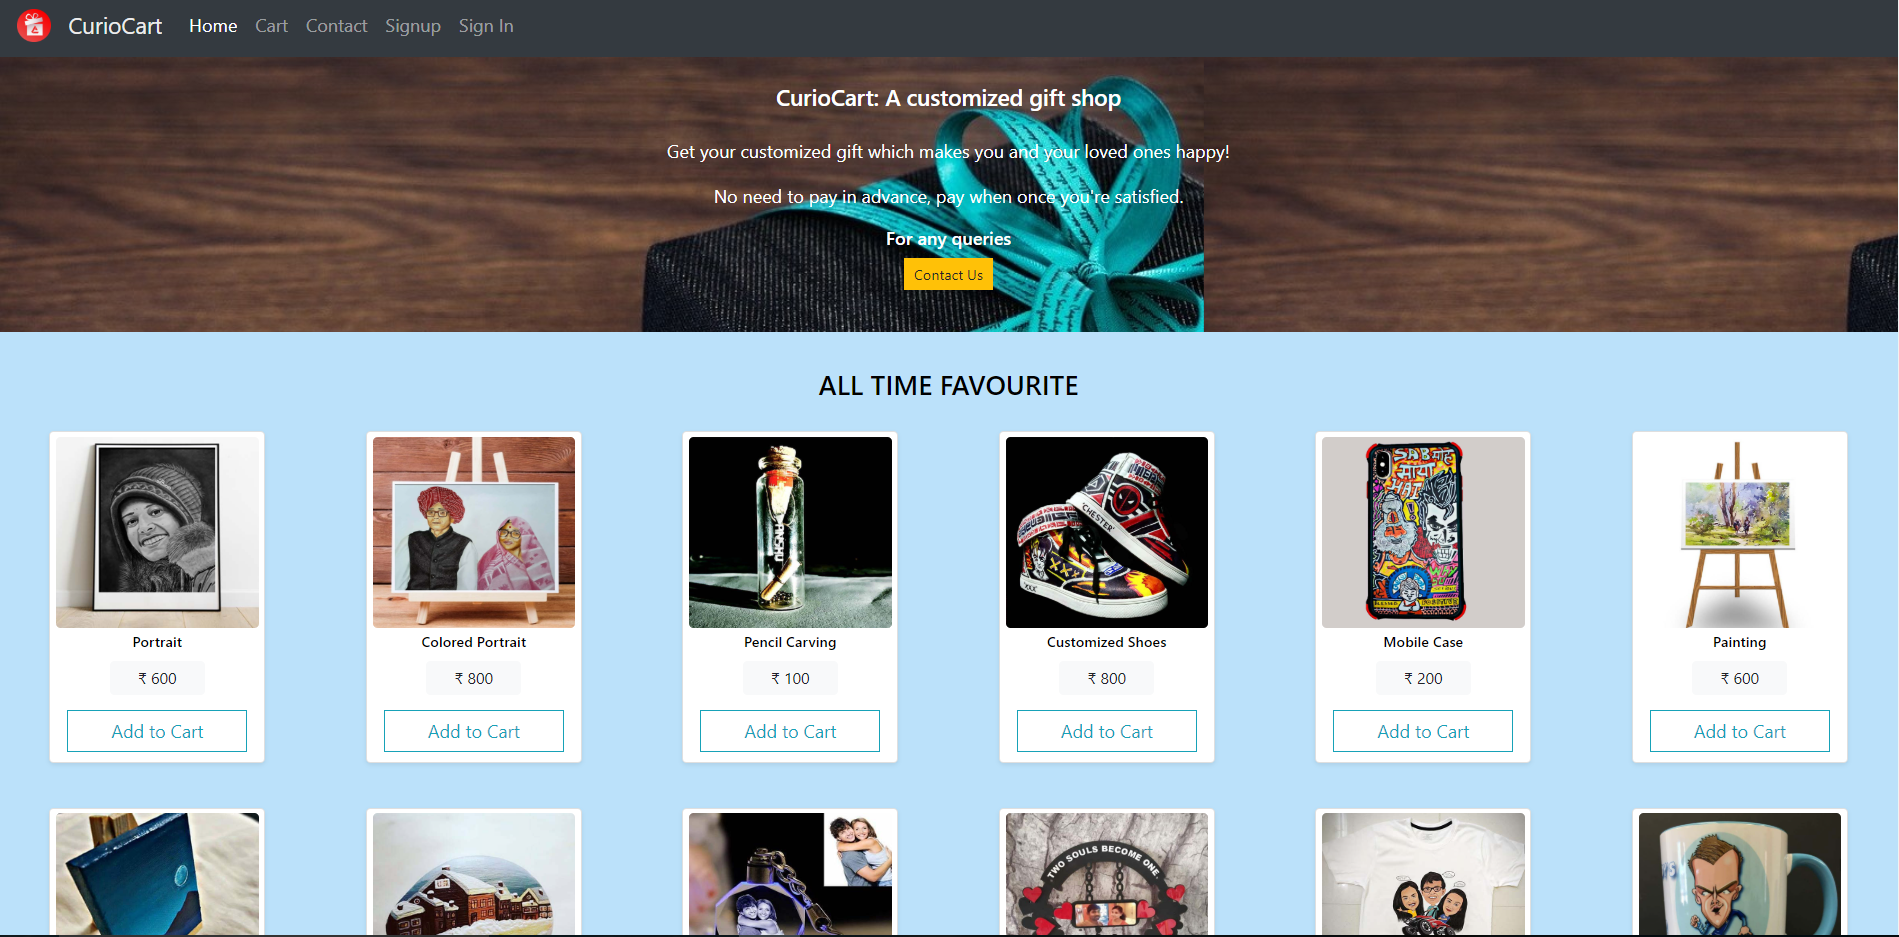 CurioCart Home Cart Contact Signup Sign In
CurioCart: A customized gift shop
Get your customized gift which makes you and your loved ones happy!
No need to pay in advance, pay when once you're satisfied.
For any queries
Contact Us
ALL TIME FAVOURITE
CHESTER
XXX
SABAR
Portrait
Colored Portrait
Pencil Carving
Customized Shoes
Mobile Case
Painting
₹ 600
₹ 800
₹ 100
₹ 800
₹ 200
₹ 600
Add to Cart
Add to Cart
Add to Cart
Add to Cart
Add to Cart
Add to Cart
TWO SOULS BECOME ONE.